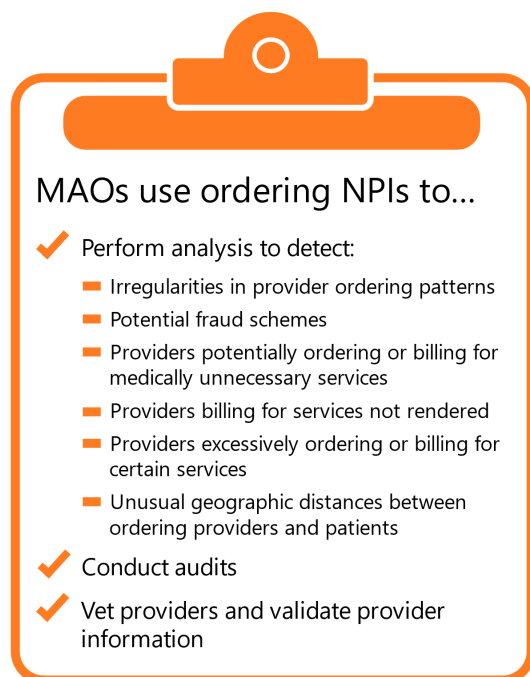 MAOs use ordering NPIs to...
Perform analysis to detect:
Irregularities in provider ordering patterns
Potential fraud schemes
Providers potentially ordering or billing for
medically unnecessary services
Providers billing for services not rendered
Providers excessively ordering or billing for
certain services
Unusual geographic distances between
ordering providers and patients
Conduct audits
Vet providers and validate provider
information